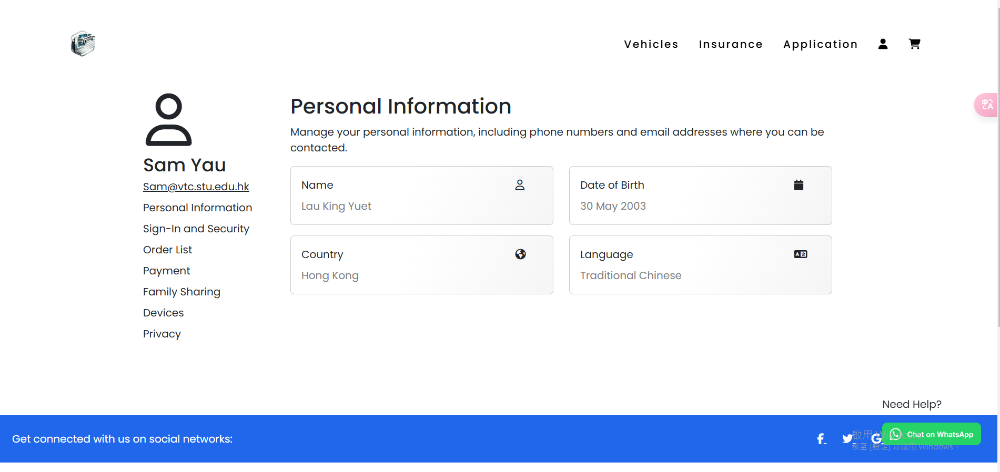 Vehicles Insurance Application
Sam Yau
Sam@vtc.stu.edu.hk
Personal Information
Sign-In and Security
Order List
Payment
Family Sharing
Devices
Privacy
Personal Information
Manage your personal information, including phone numbers and email addresses where you can be
contacted.
Name
Lau King Yuet
Date of Birth
30 May 2003
Country
Hong Kong
Language
Traditional Chinese
Need Help?
Get connected with us on social networks:
Chat on WhatsApp
啟用 Windows
移至 [設定] 以啟用 Windows。